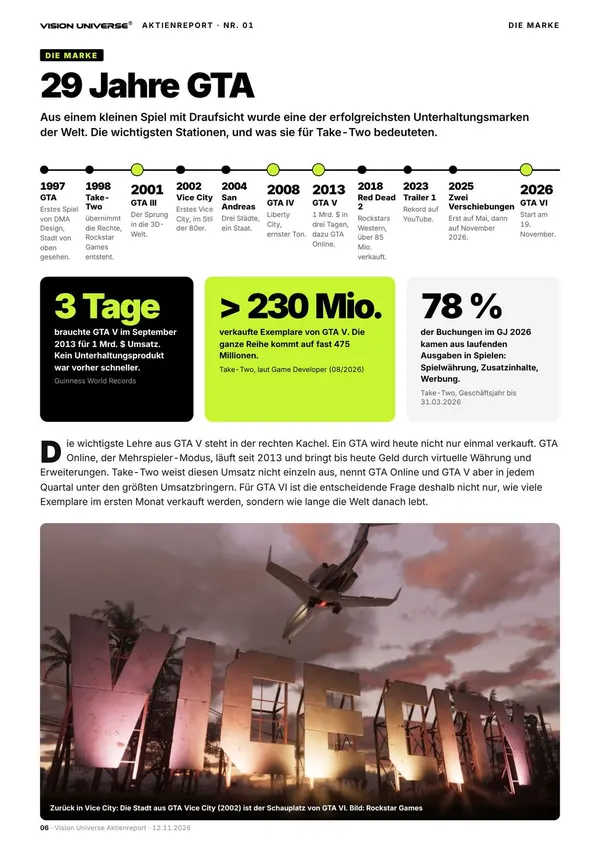 VISION UNIVERSE® AKTIENREPORT · NR. 01
DIE MARKE
DIE MARKE
29 Jahre GTA
Aus einem kleinen Spiel mit Draufsicht wurde eine der erfolgreichsten Unterhaltungsmarken
der Welt. Die wichtigsten Stationen, und was sie für Take-Two bedeuteten.
1997
GTA
Erstes Spiel
von DMA
Design,
Stadt von
oben
gesehen.
1998
Take-
Two
übernimmt
die Rechte,
Rockstar
Games
entsteht.
2001
GTA III
Der Sprung
in die 3D-
Welt.
2002
Vice City
Erstes Vice
City, im Stil
der 80er.
2004
San
Andreas
Drei Städte,
ein Staat.
2008
GTA IV
Liberty
City,
ernster Ton.
2013
GTA V
1 Mrd. $ in
drei Tagen,
dazu GTA
Online.
2018
Red Dead
2
Rockstars
Western,
über 85
Mio.
verkauft.
2023
Trailer 1
Rekord auf
YouTube.
2025
Zwei
Verschiebungen
Erst auf Mai, dann
auf November
2026.
2026
GTA VI
Start am
19.
November.
3 Tage
brauchte GTA V im September
2013 für 1 Mrd. $ Umsatz.
Kein Unterhaltungsprodukt
war vorher schneller.
Guinness World Records
> 230 Mio.
verkaufte Exemplare von GTA V. Die
ganze Reihe kommt auf fast 475
Millionen.
Take-Two, laut Game Developer (08/2026)
78 %
der Buchungen im GJ 2026
kamen aus laufenden
Ausgaben in Spielen:
Spielwährung, Zusatzinhalte,
Werbung.
Take-Two, Geschäftsjahr bis
31.03.2026
Die wichtigste Lehre aus GTA V steht in der rechten Kachel. Ein GTA wird heute nicht nur einmal verkauft. GTA
Online, der Mehrspieler-Modus, läuft seit 2013 und bringt bis heute Geld durch virtuelle Währung und
Erweiterungen. Take-Two weist diesen Umsatz nicht einzeln aus, nennt GTA Online und GTA V aber in jedem
Quartal unter den größten Umsatzbringern. Für GTA VI ist die entscheidende Frage deshalb nicht nur, wie viele
Exemplare im ersten Monat verkauft werden, sondern wie lange die Welt danach lebt.
VICE CITY
Zurück in Vice City: Die Stadt aus GTA Vice City (2002) ist der Schauplatz von GTA VI. Bild: Rockstar Games
06 · Vision Universe Aktienreport · 12.11.2026